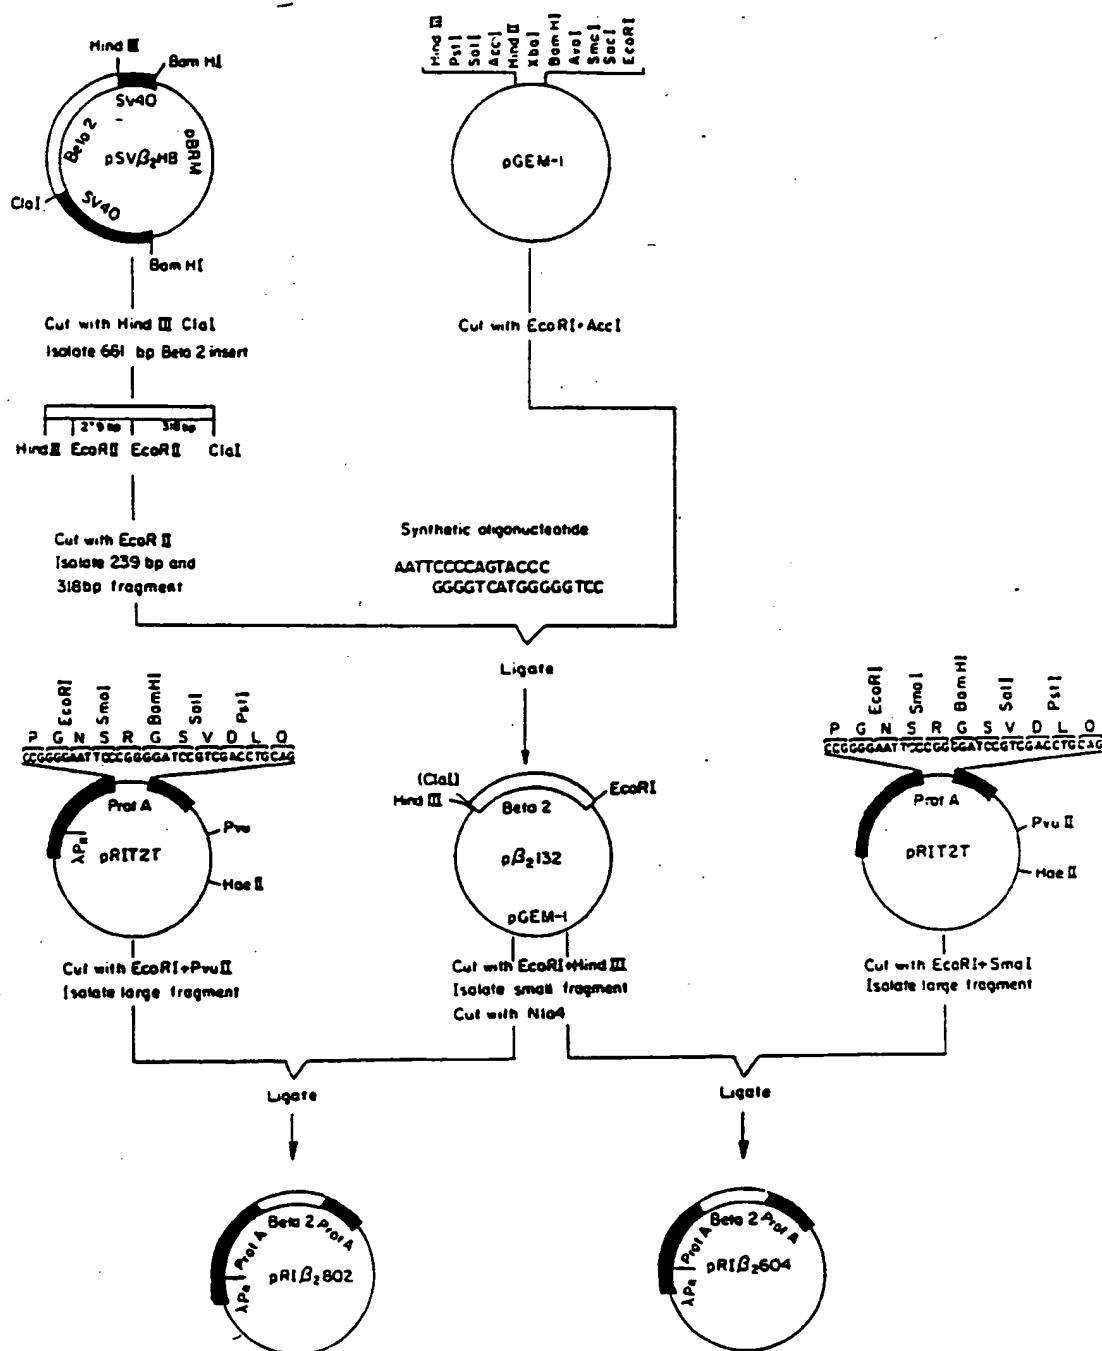 Hind III
Bam HI
SV40
Beta 2
pSVβ₂HB
pBRM
ClaI
SV40
Bam HI
Hind III
PstI
SalI
AccI
Hind II
XbaI
Bam HI
AvaI
SmaI
SacI
EcoRI
pGEM-1
Cut with Hind III ClaI
Isolate 661 bp Beta 2 insert
Cut with EcoRI+AccI
318bp
Hind III EcoRII EcoRII ClaI
Cut with EcoR II
Isolate 239 bp and
318bp fragment
Synthetic oligonucleotide
AATTCCCCAGTACCC
GGGGTCATGGGGGTCC
Ligate
EcoRI
SmaI
BamHI
SalI
PstI
P G N S R G S V D L Q
Prot A
λPR
pRIT2T
Pvu
Hae II
Cut with EcoRI+PvuII
Isolate large fragment
(ClaI)
Hind III
EcoRI
Beta 2
pβ₂132
pGEM-1
Cut with EcoRI+Hind III
Isolate small fragment
Cut with Nla4
EcoRI
SmaI
BamHI
SalI
PstI
P G N S R G S V D L Q
Prot A
pRIT2T
Pvu II
Hae II
Cut with EcoRI+SmaI
Isolate large fragment
Ligate
Ligate
Beta 2
Prot A
Prot A
λPR
pRIβ₂802
Beta 2
Prot A
Prot A
λPR
pRIβ₂604